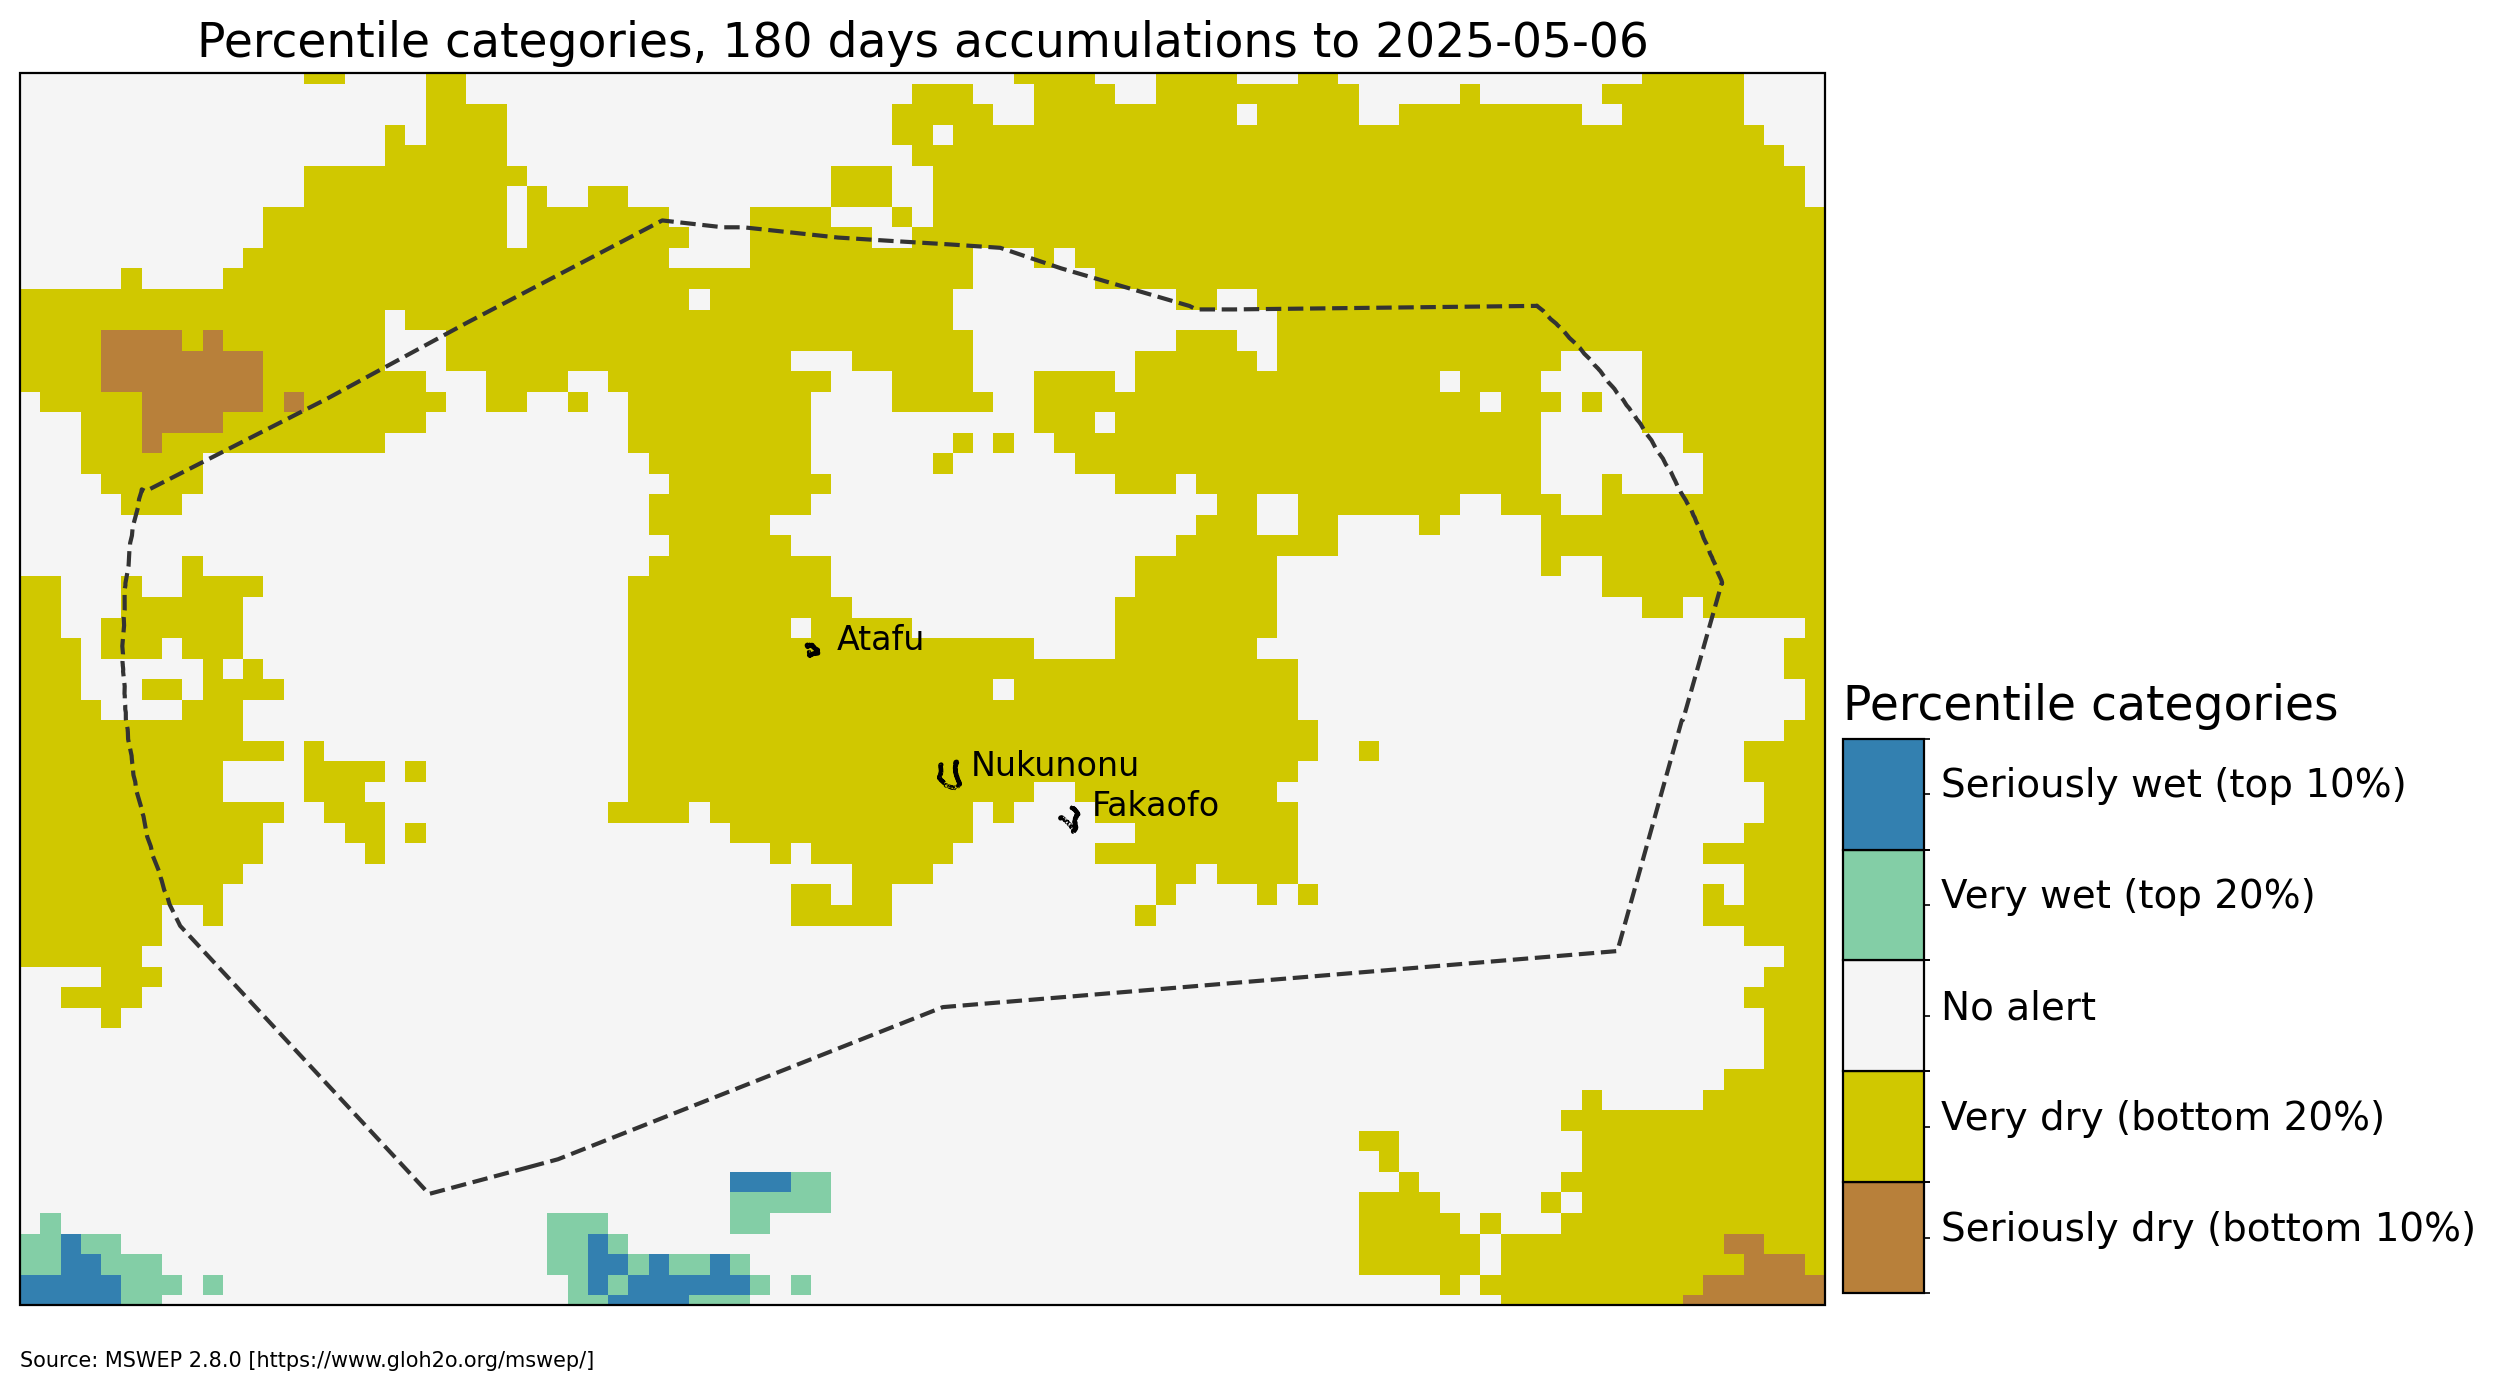 Percentile categories, 180 days accumulations to 2025-05-06
Atafu
Nukunonu
Fakaofo
Percentile categories
Seriously wet (top 10%)
Very wet (top 20%)
No alert
Very dry (bottom 20%)
Seriously dry (bottom 10%)
Source: MSWEP 2.8.0 [https://www.gloh2o.org/mswep/]